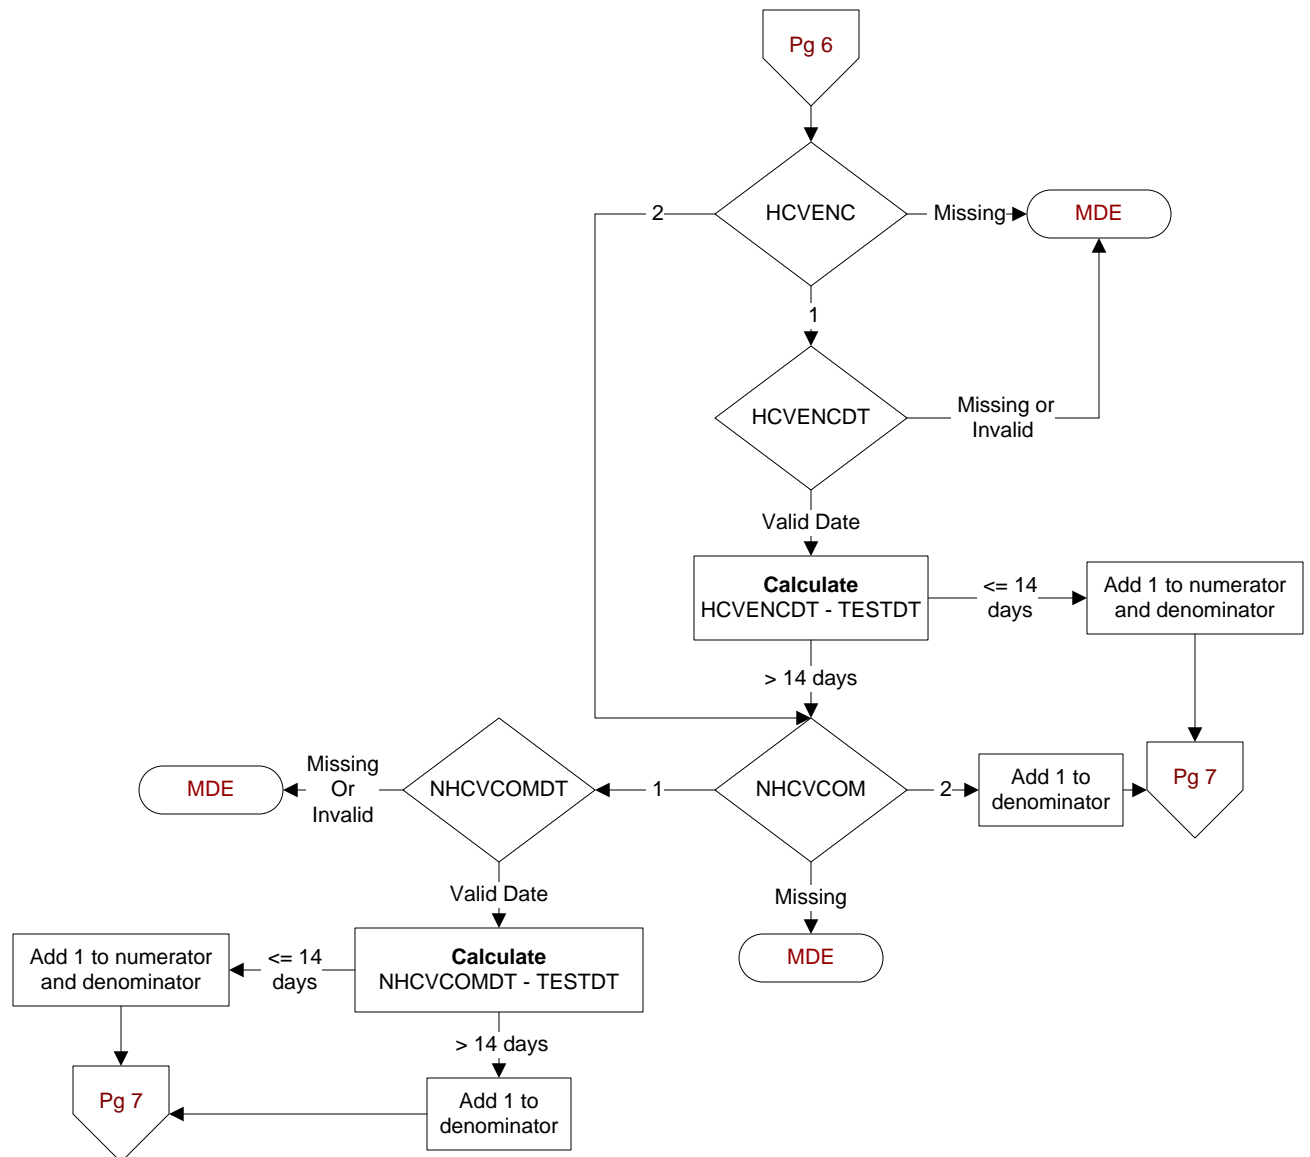 Pg 6
HCVENC
2
Missing
MDE
1
HCVENCDT
Missing or
Invalid
Valid Date
Calculate
HCVENCDT - TESTDT
<= 14
days
Add 1 to numerator
and denominator
> 14 days
MDE
Missing
Or
Invalid
NHCVCOMDT
1
NHCVCOM
2
Add 1 to
denominator
Pg 7
Valid Date
Missing
MDE
Add 1 to numerator
and denominator
<= 14
days
Calculate
NHCVCOMDT - TESTDT
> 14 days
Pg 7
Add 1 to
denominator